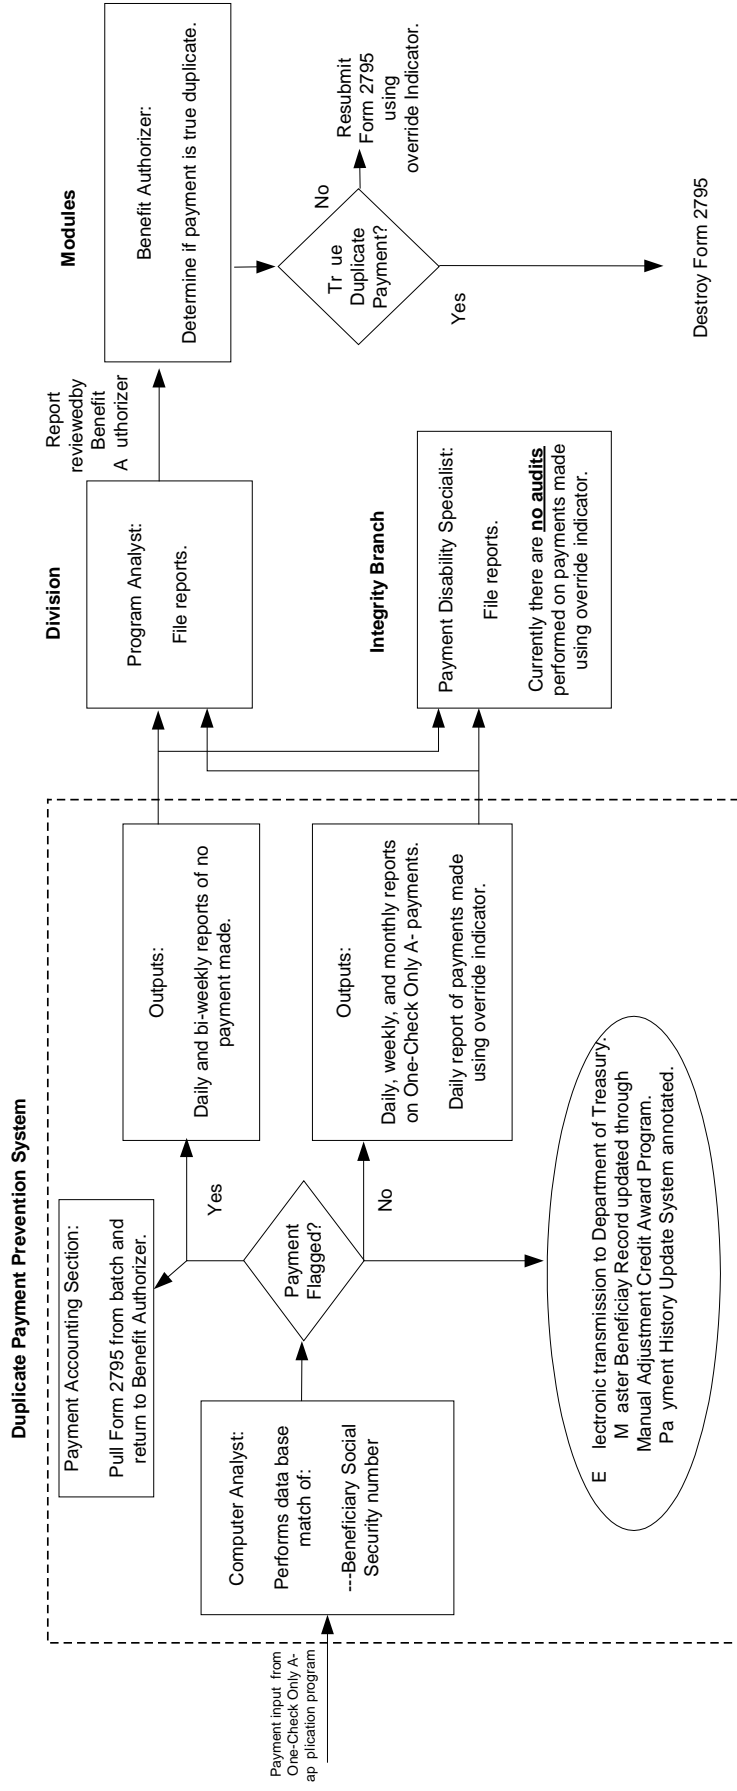 Duplicate Payment Prevention System
Payment input from
One-Check Only A-
ap plication program
Computer Analyst:
Performs data base
match of:
---Beneficiary Social
Security number
Payment
Flagged?
Yes
No
Payment Accounting Section:
Pull Form 2795 from batch and
return to Benefit Authorizer.
Outputs:
Daily and bi-weekly reports of no
payment made.
Outputs:
Daily, weekly, and monthly reports
on One-Check Only A- payments.
Daily report of payments made
using override indicator.
E lectronic transmission to Department of Treasury.
M aster Beneficiay Record updated through
Manual Adjustment Credit Award Program.
Pa yment History Update System annotated.
Division
Program Analyst:
File reports.
Integrity Branch
Payment Disability Specialist:
File reports.
Currently there are no audits
performed on payments made
using override indicator.
Report
reviewedby
Benefit
A uthorizer
Modules
Benefit Authorizer:
Determine if payment is true duplicate.
Tr ue
Duplicate
Payment?
No
Resubmit
Form 2795
using
override Indicator.
Yes
Destroy Form 2795